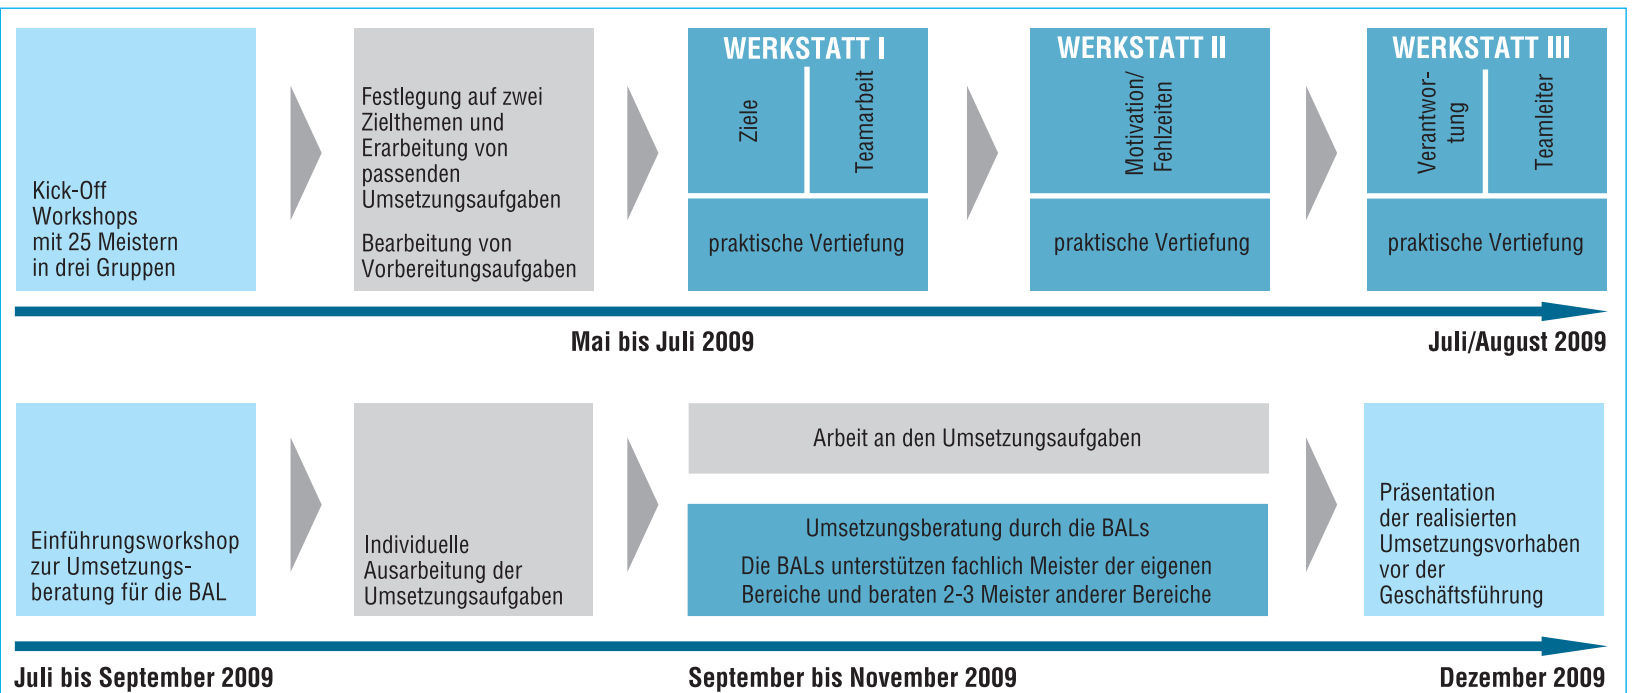 Kick-Off
Workshops
mit 25 Meistern
in drei Gruppen
Festlegung auf zwei
Zielthemen und
Erarbeitung von
passenden
Umsetzungsaufgaben
Bearbeitung von
Vorbereitungsaufgaben
WERKSTATT I
Ziele
Teamarbeit
praktische Vertiefung
WERKSTATT II
Motivation/
Fehlzeiten
praktische Vertiefung
WERKSTATT III
Verantwor-
tung
Teamleiter
praktische Vertiefung
Mai bis Juli 2009
Juli/August 2009
Einführungsworkshop
zur Umsetzungs-
beratung für die BAL
Individuelle
Ausarbeitung der
Umsetzungsaufgaben
Arbeit an den Umsetzungsaufgaben
Umsetzungsberatung durch die BALs
Die BALs unterstützen fachlich Meister der eigenen
Bereiche und beraten 2-3 Meister anderer Bereiche
Präsentation
der realisierten
Umsetzungsvorhaben
vor der
Geschäftsführung
Juli bis September 2009
September bis November 2009
Dezember 2009